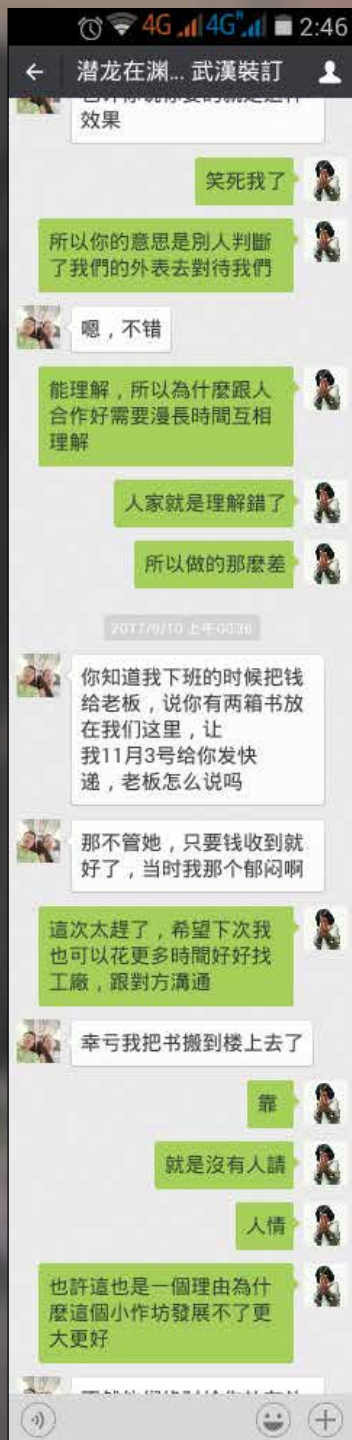 4G 4G 2:46
潜龙在渊... 武漢裝訂
效果
笑死我了
所以你的意思是別人判斷
了我們的外表去對待我們
嗯，不错
能理解，所以為什麼跟人
合作好需要漫長時間互相
理解
人家就是理解錯了
所以做的那麼差
2017/9/10 上午00:36
你知道我下班的时候把钱
给老板，说你有两箱书放
在我们这里，让
我11月3号给你发快
递，老板怎么说吗
那不管她，只要钱收到就
好了，当时我那个郁闷啊
這次太趕了，希望下次我
也可以花更多時間好好找
工廠，跟對方溝通
幸亏我把书搬到楼上去了
靠
就是沒有人請
人情
也許這也是一個理由為什
麼這個小作坊發展不了更
大更好